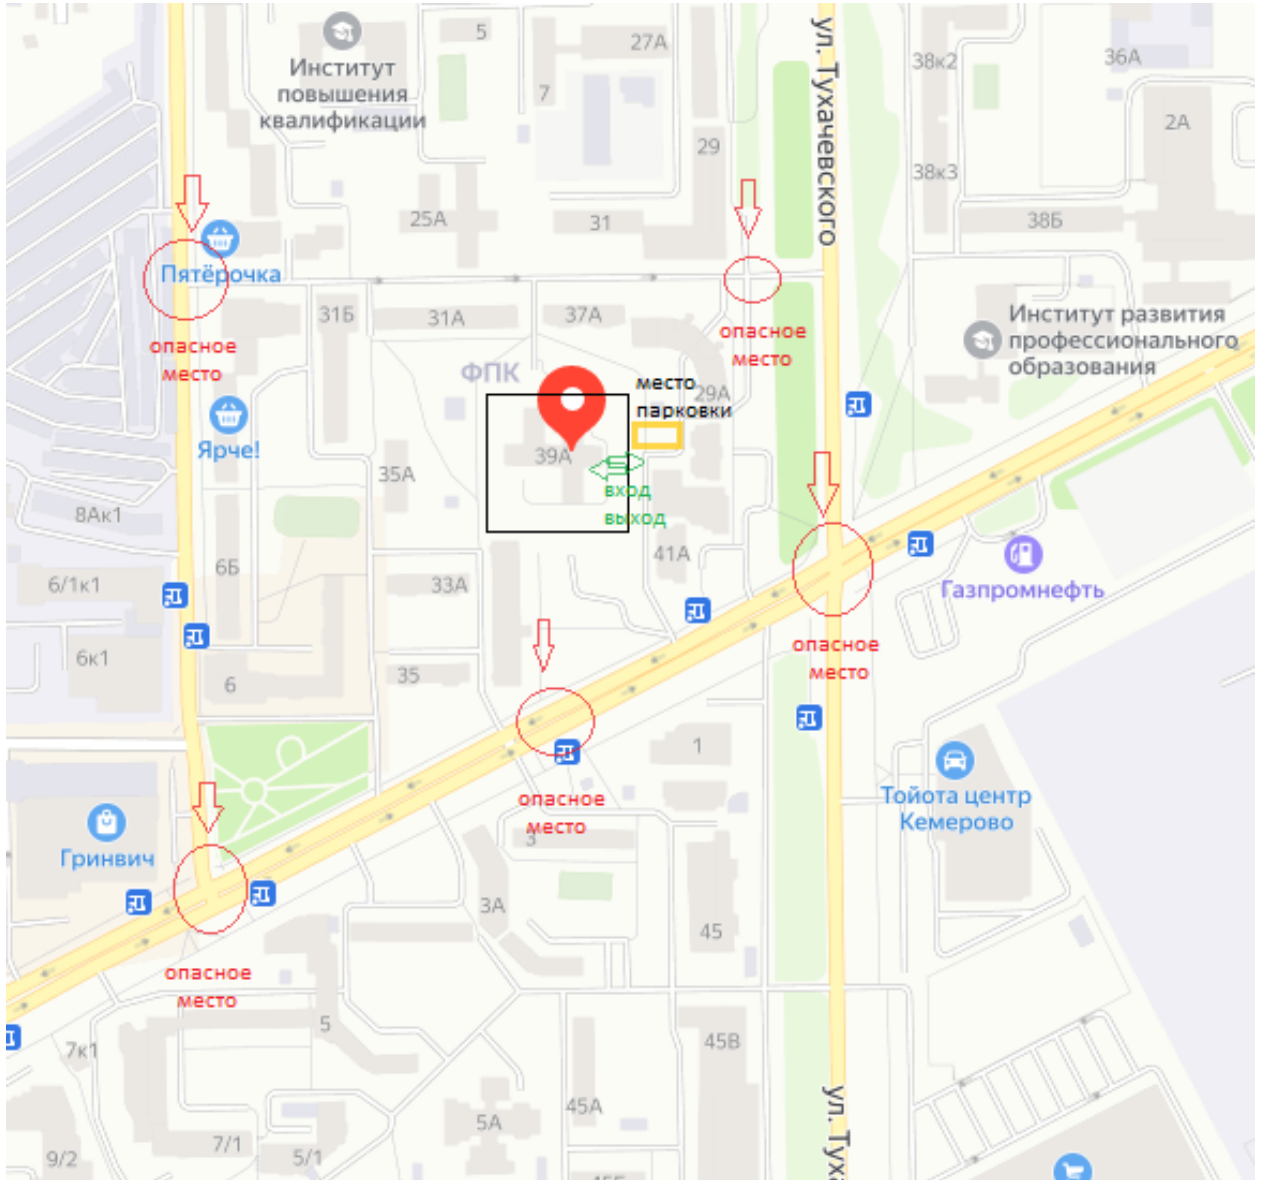 5
27А
Институт
повышения
квалификации
7
29
ул. Тухачевского
38к2
36А
2А
38к3
25А
31
38Б
Пятёрочка
31Б
31А
37А
опасное
место
опасное
место
Институт развития
профессионального
образования
ФПК
место
парковки
29А
Ярче!
39А
35А
вход
выход
8Ак1
41А
6Б
6/1к1
33А
Газпромнефть
6к1
6
35
опасное
место
1
опасное
место
Тойота центр
Кемерово
Гринвич
3
3А
45
опасное
место
5
7к1
45В
ул. Туха
45А
5А
7/1
5/1
9/2